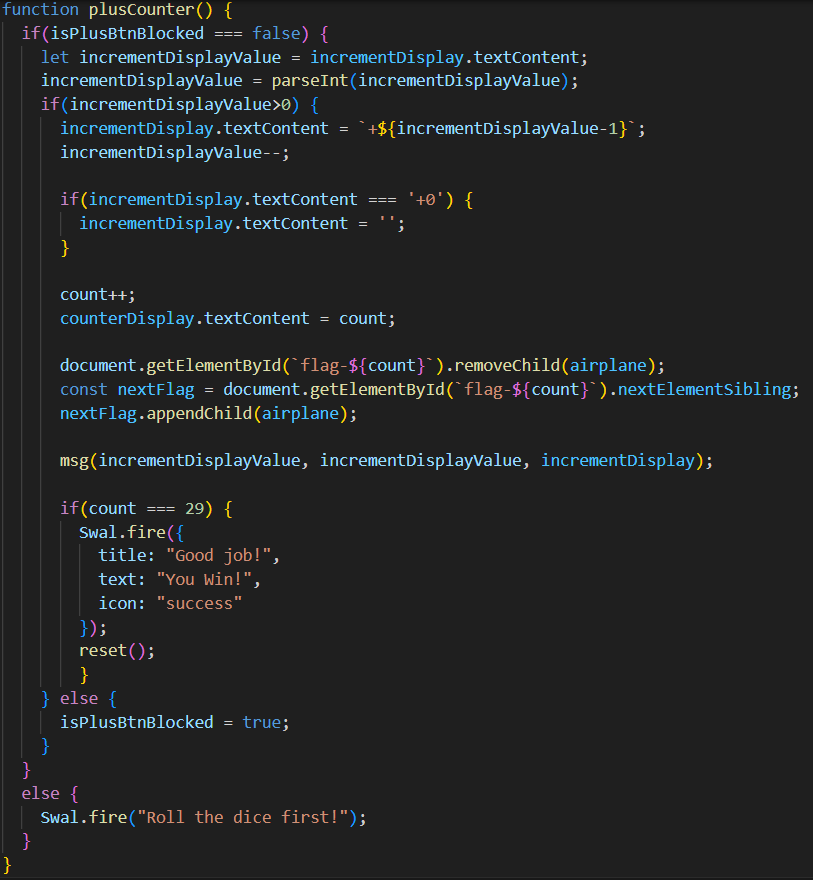 function plusCounter() {
if(isPlusBtnBlocked === false) {
let incrementDisplayValue = incrementDisplay.textContent;
incrementDisplayValue = parseInt(incrementDisplayValue);
if(incrementDisplayValue>0) {
incrementDisplay.textContent = `+${incrementDisplayValue-1}`;
incrementDisplayValue--;
if(incrementDisplay.textContent === '+0') {
incrementDisplay.textContent = '';
}
count++;
counterDisplay.textContent = count;
document.getElementById(`flag-${count}`).removeChild(airplane);
const nextFlag = document.getElementById(`flag-${count}`).nextElementSibling;
nextFlag.appendChild(airplane);
msg(incrementDisplayValue, incrementDisplayValue, incrementDisplay);
if(count === 29) {
Swal.fire({
title: "Good job!",
text: "You Win!",
icon: "success"
});
reset();
}
} else {
isPlusBtnBlocked = true;
}
}
else {
Swal.fire("Roll the dice first!");
}
}